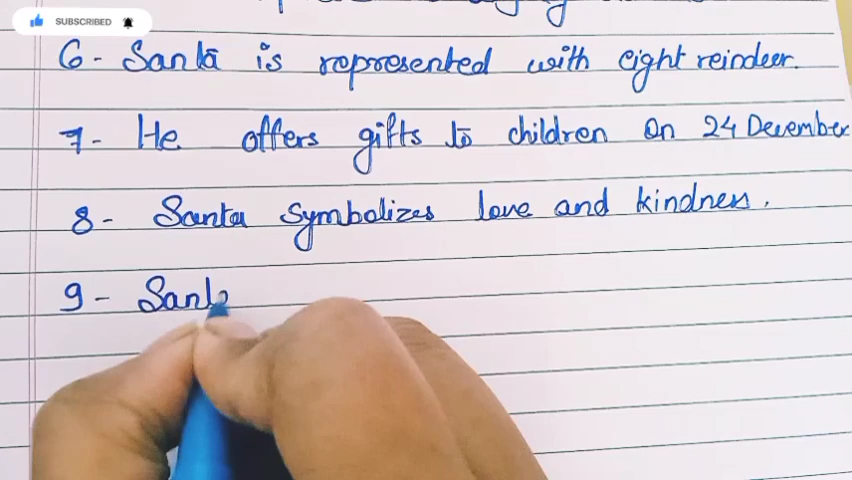 SUBSCRIBED
6 - Santa is represented with eight reindeer.
7 - He offers gifts to children on 24 December
8 - Santa symbolizes love and kindness.
9 - Santa